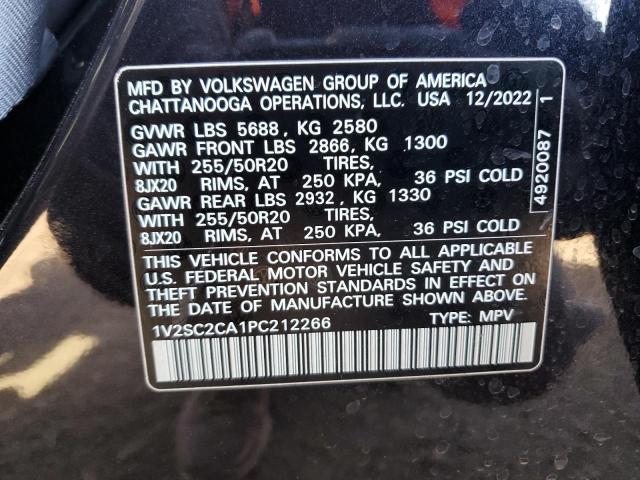 MFD BY VOLKSWAGEN GROUP OF AMERICA
CHATTANOOGA OPERATIONS, LLC. USA 12/2022
GVWR LBS 5688, KG 2580
GAWR FRONT LBS 2866, KG 1300
WITH 255/50R20 TIRES,
8JX20 RIMS, AT 250 KPA, 36 PSI COLD
GAWR REAR LBS 2932, KG 1330
WITH 255/50R20 TIRES,
8JX20 RIMS, AT 250 KPA, 36 PSI COLD
THIS VEHICLE CONFORMS TO ALL APPLICABLE
U.S. FEDERAL MOTOR VEHICLE SAFETY AND
THEFT PREVENTION STANDARDS IN EFFECT ON
THE DATE OF MANUFACTURE SHOWN ABOVE.
1V2SC2CA1PC212266 TYPE: MPV
4920087 1